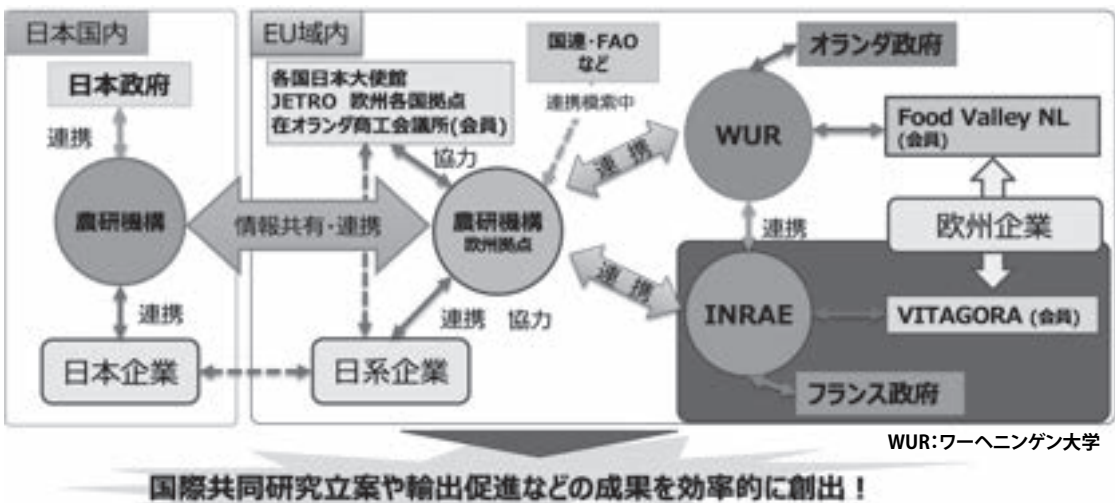 日本国内
日本政府
連携
農研機構
連携
日本企業
情報共有・連携
EU域内
各国日本大使館
JETRO 欧州各国拠点
在オランダ商工会議所(会員)
国連・FAO
など
連携模索中
協力
農研機構
欧州拠点
連携 協力
日系企業
連携
連携
オランダ政府
WUR
Food Valley NL
(会員)
連携
欧州企業
INRAE
VITAGORA (会員)
フランス政府
WUR:ワーヘニンゲン大学
国際共同研究立案や輸出促進などの成果を効率的に創出!